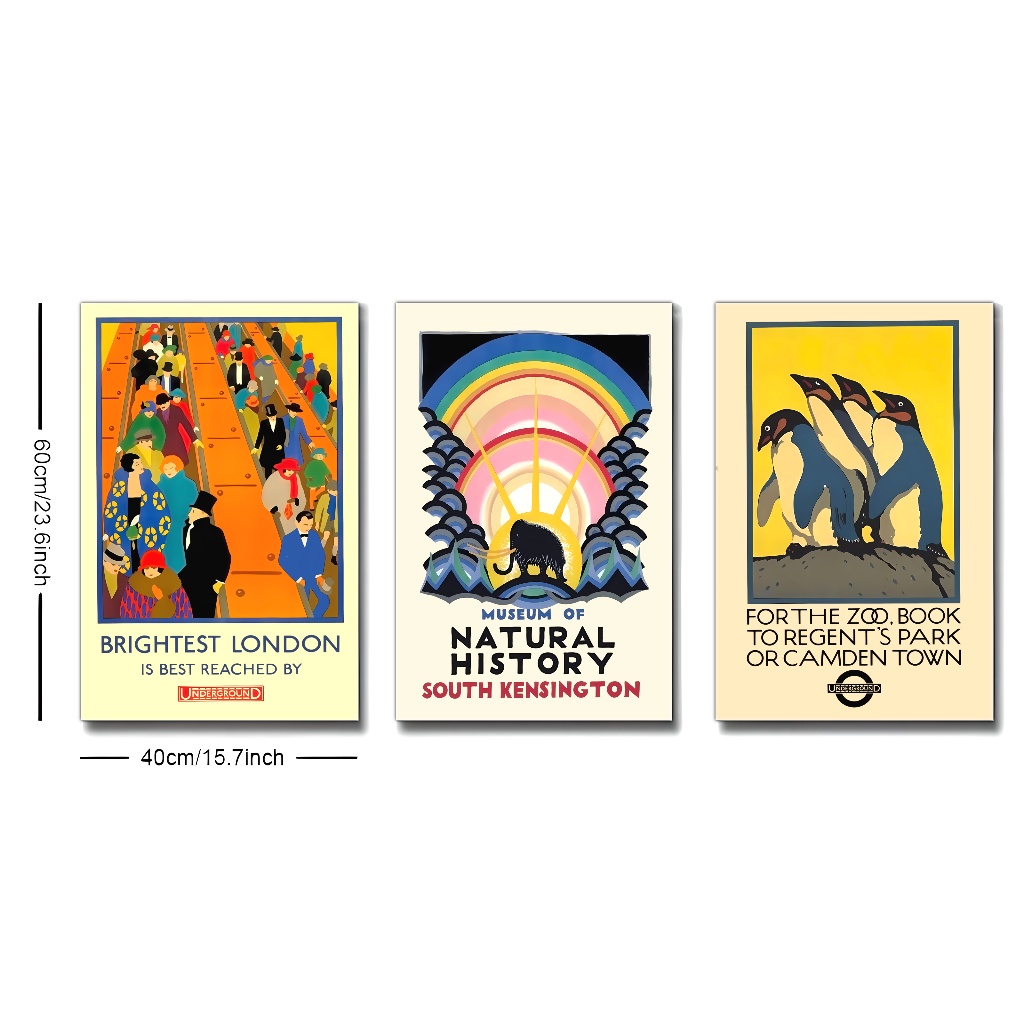 60cm/23.6inch
BRIGHTEST LONDON
IS BEST REACHED BY
UNDERGROUND
40cm/15.7inch
MUSEUM OF
NATURAL
HISTORY
SOUTH KENSINGTON
FOR THE ZOO, BOOK
TO REGENT'S PARK
OR CAMDEN TOWN
UNDERGROUND